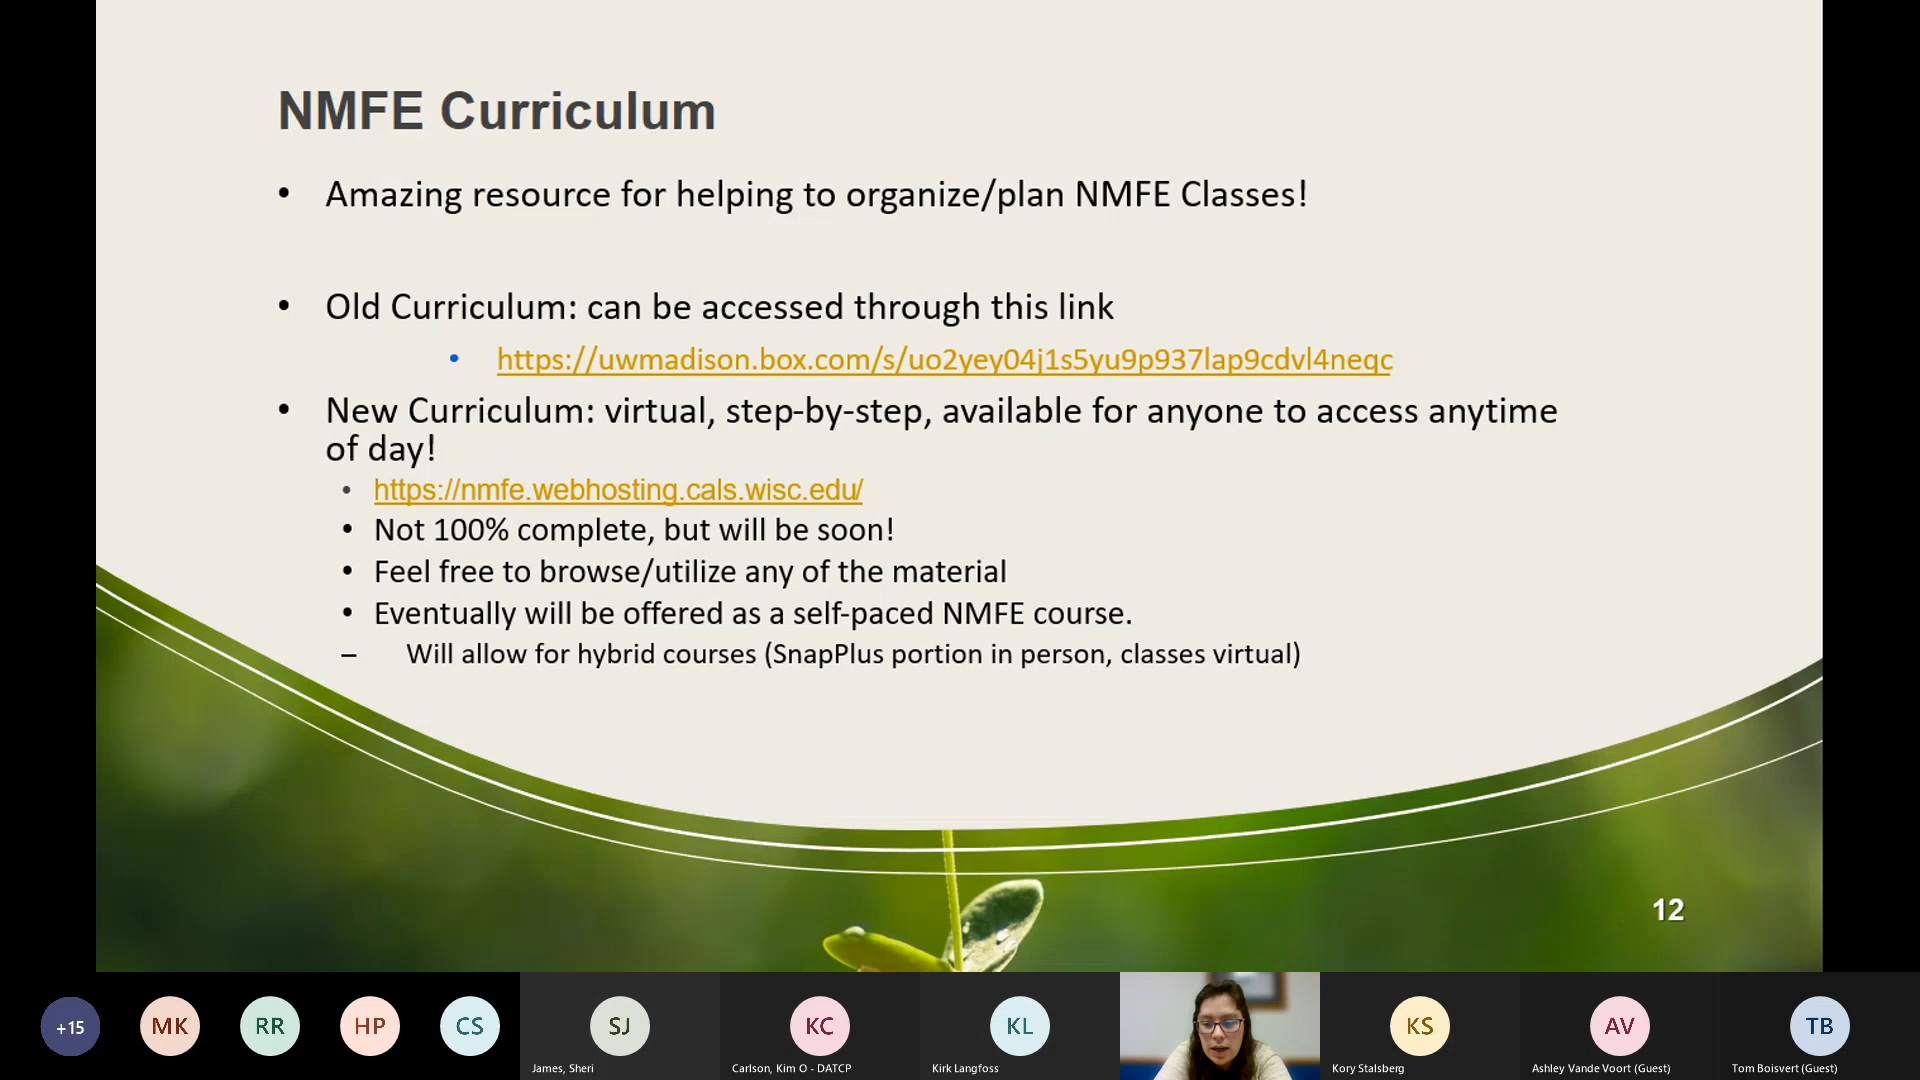 NMFE Curriculum
• Amazing resource for helping to organize/plan NMFE Classes!
• Old Curriculum: can be accessed through this link
• https://uwmadison.box.com/s/uo2yey04j1s5yu9p937lap9cdvl4neqc
• New Curriculum: virtual, step-by-step, available for anyone to access anytime
of day!
• https://nmfe.webhosting.cals.wisc.edu/
• Not 100% complete, but will be soon!
• Feel free to browse/utilize any of the material
• Eventually will be offered as a self-paced NMFE course.
– Will allow for hybrid courses (SnapPlus portion in person, classes virtual)
12
+15 MK RR HP CS SJ KC KL KS AV TB
James, Sheri Carlson, Kim O - DATCP Kirk Langfoss Kory Stalsberg Ashley Vande Voort (Guest) Tom Boisvert (Guest)